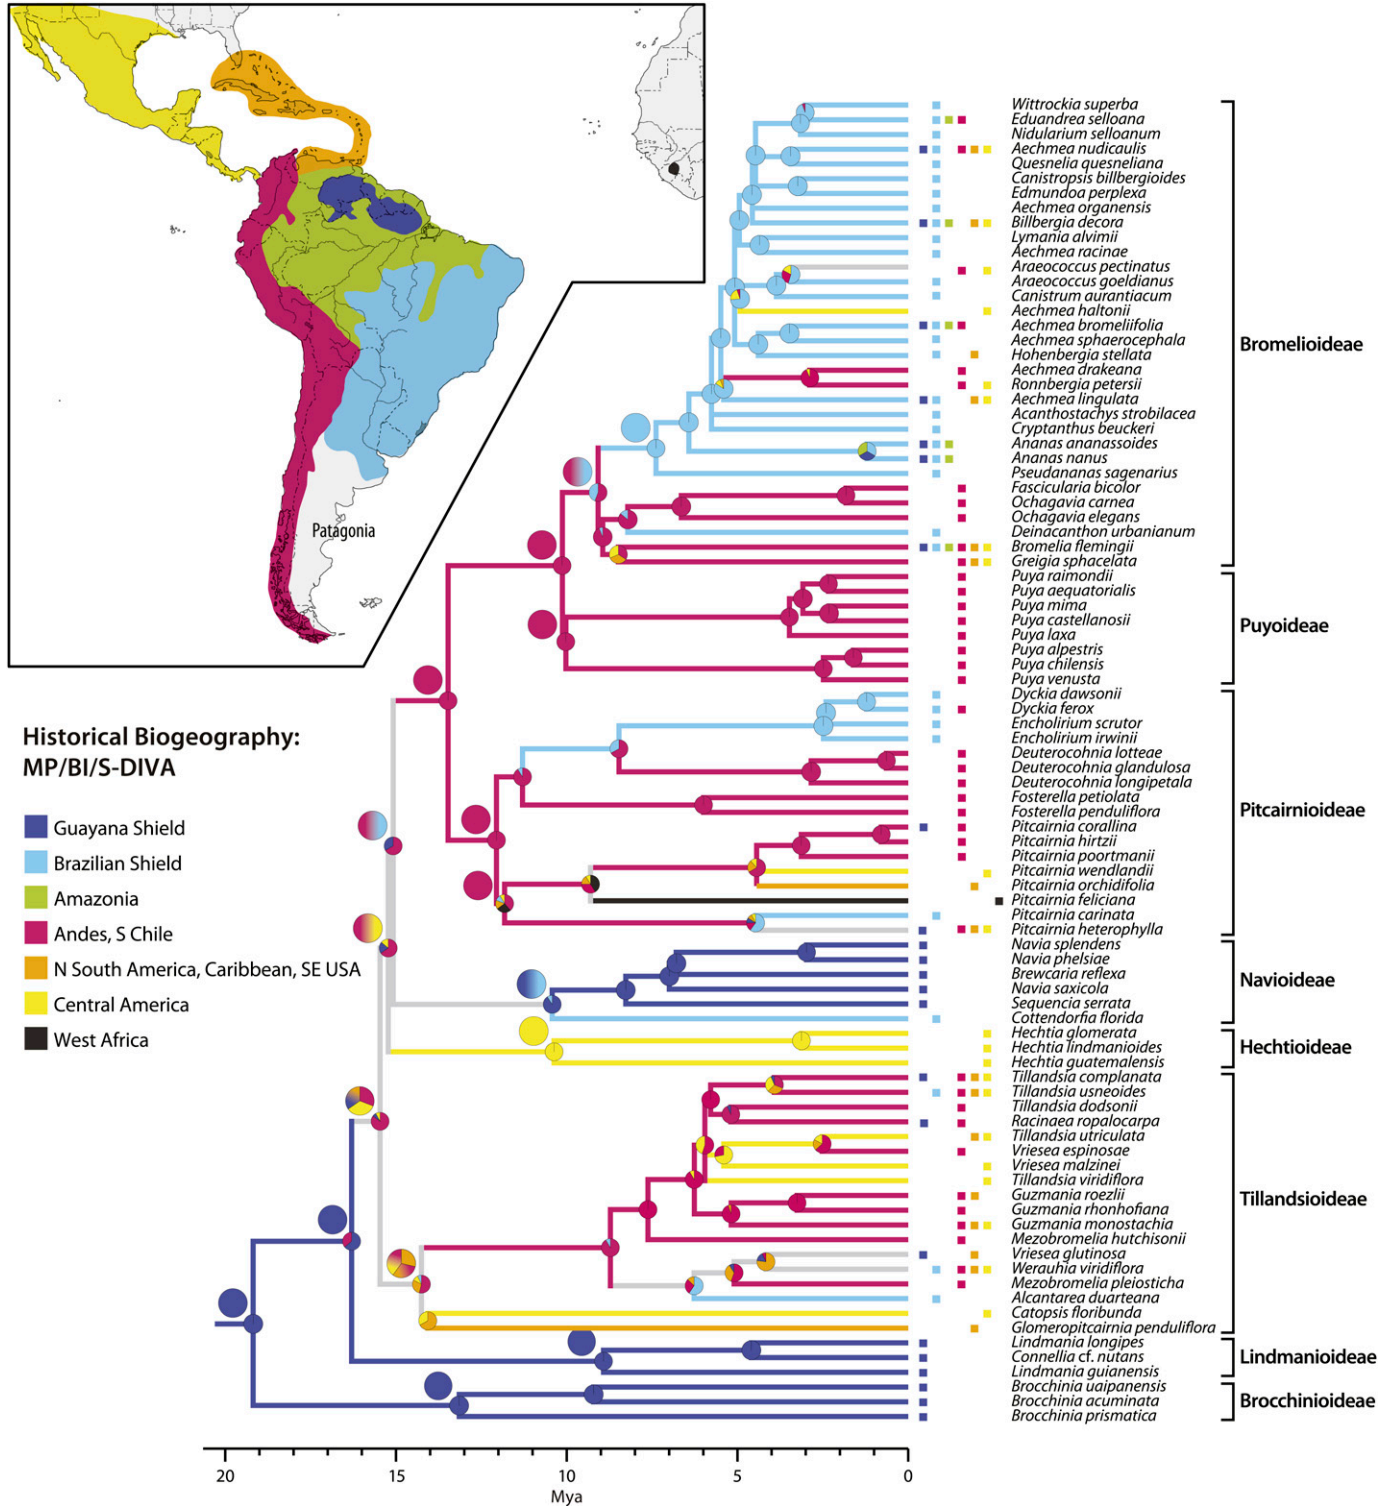 Patagonia
Historical Biogeography:
MP/BI/S-DIVA
Guayana Shield
Brazilian Shield
Amazonia
Andes, S Chile
N South America, Caribbean, SE USA
Central America
West Africa
Wittrockia superba
Eduandrea selloana
Nidularium selloanum
Aechmea nudicaulis
Quesnelia quesneliana
Canistropsis billbergioides
Edmundoa perplexa
Aechmea organensis
Billbergia decora
Lymania alvimii
Aechmea racinae
Araeococcus pectinatus
Araeococcus goeldianus
Canistrum aurantiacum
Aechmea haltonii
Aechmea bromeliifolia
Aechmea sphaerocephala
Hohenbergia stellata
Aechmea drakeana
Ronnbergia petersii
Aechmea lingulata
Acanthostachys strobilacea
Cryptanthus beuckeri
Ananas ananassoides
Ananas nanus
Pseudananas sagenarius
Fascicularia bicolor
Ochagavia carnea
Ochagavia elegans
Deinacanthon urbanianum
Bromelia flemingii
Greigia sphacelata
Puya raimondii
Puya aequatorialis
Puya mima
Puya castellanosii
Puya laxa
Puya alpestris
Puya chilensis
Puya venusta
Dyckia dawsonii
Dyckia ferox
Encholirium scrutor
Encholirium irwinii
Deuterocohnia lotteae
Deuterocohnia glandulosa
Deuterocohnia longipetala
Fosterella petiolata
Fosterella penduliflora
Pitcairnia corallina
Pitcairnia hirtzii
Pitcairnia poortmanii
Pitcairnia wendlandii
Pitcairnia orchidifolia
Pitcairnia feliciana
Pitcairnia carinata
Pitcairnia heterophylla
Navia splendens
Navia phelsiae
Brewcaria reflexa
Navia saxicola
Sequencia serrata
Cottendorfia florida
Hechtia glomerata
Hechtia lindmanioides
Hechtia guatemalensis
Tillandsia complanata
Tillandsia usneoides
Tillandsia dodsonii
Racinaea ropalocarpa
Tillandsia utriculata
Vriesea espinosae
Vriesea malzinei
Tillandsia viridiflora
Guzmania roezlii
Guzmania rhonhofiana
Guzmania monostachia
Mezobromelia hutchisonii
Vriesea glutinosa
Werauhia viridiflora
Mezobromelia pleiosticha
Alcantarea duarteana
Catopsis floribunda
Glomeropitcairnia penduliflora
Lindmania longipes
Connellia cf. nutans
Lindmania guianensis
Brocchinia uaipanensis
Brocchinia acuminata
Brocchinia prismatica
Bromelioideae
Puyoideae
Pitcairnioideae
Navioideae
Hechtioideae
Tillandsioideae
Lindmanioideae
Brocchinioideae
20 15 10 5 0
Mya